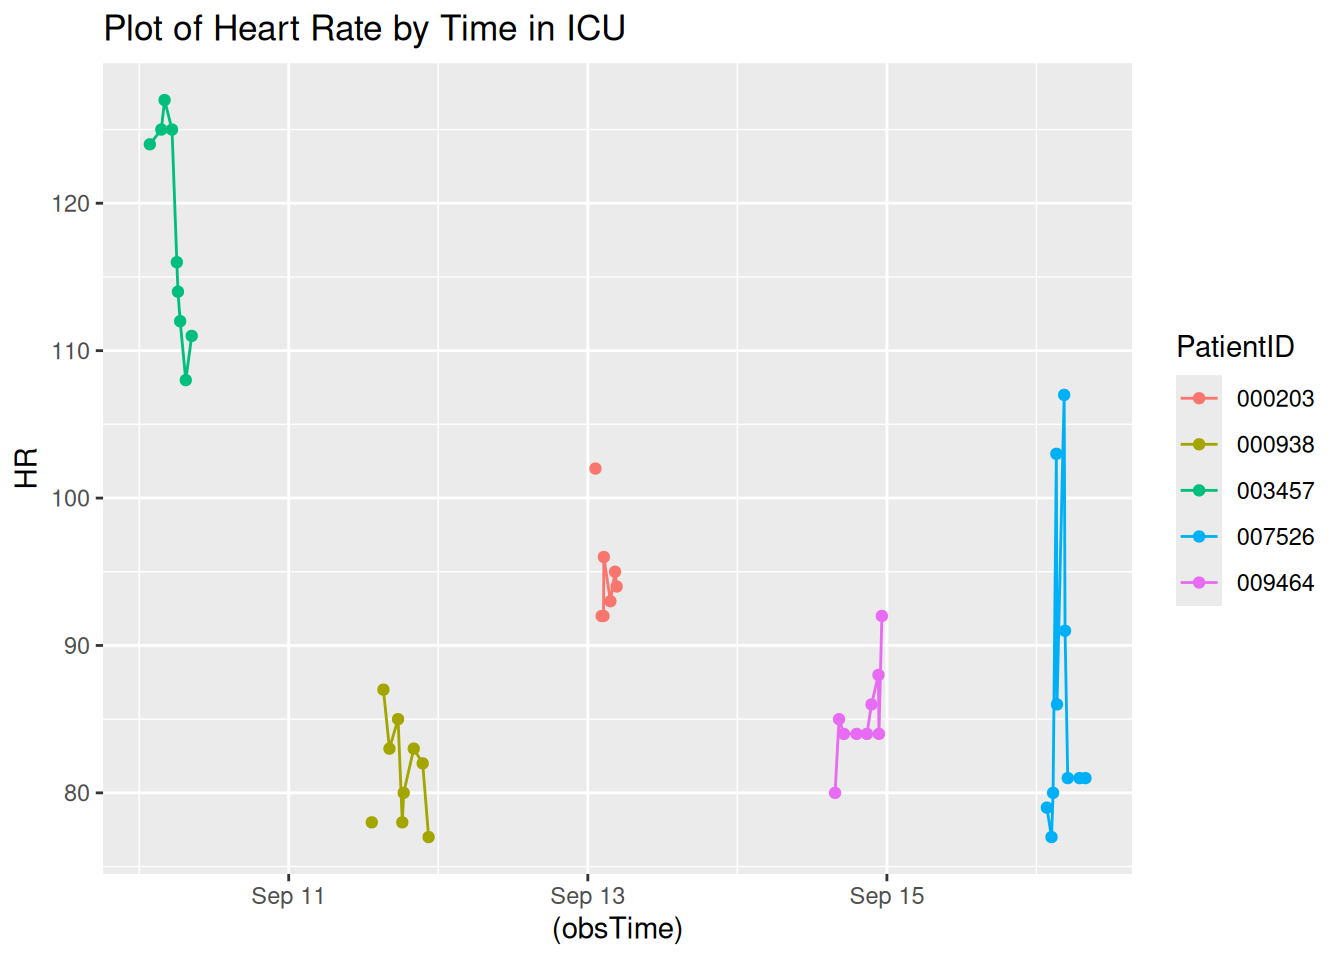 Plot of Heart Rate by Time in ICU
120
110
100
90
80
HR
Sep 11
Sep 13
Sep 15
(obsTime)
PatientID
000203
000938
003457
007526
009464